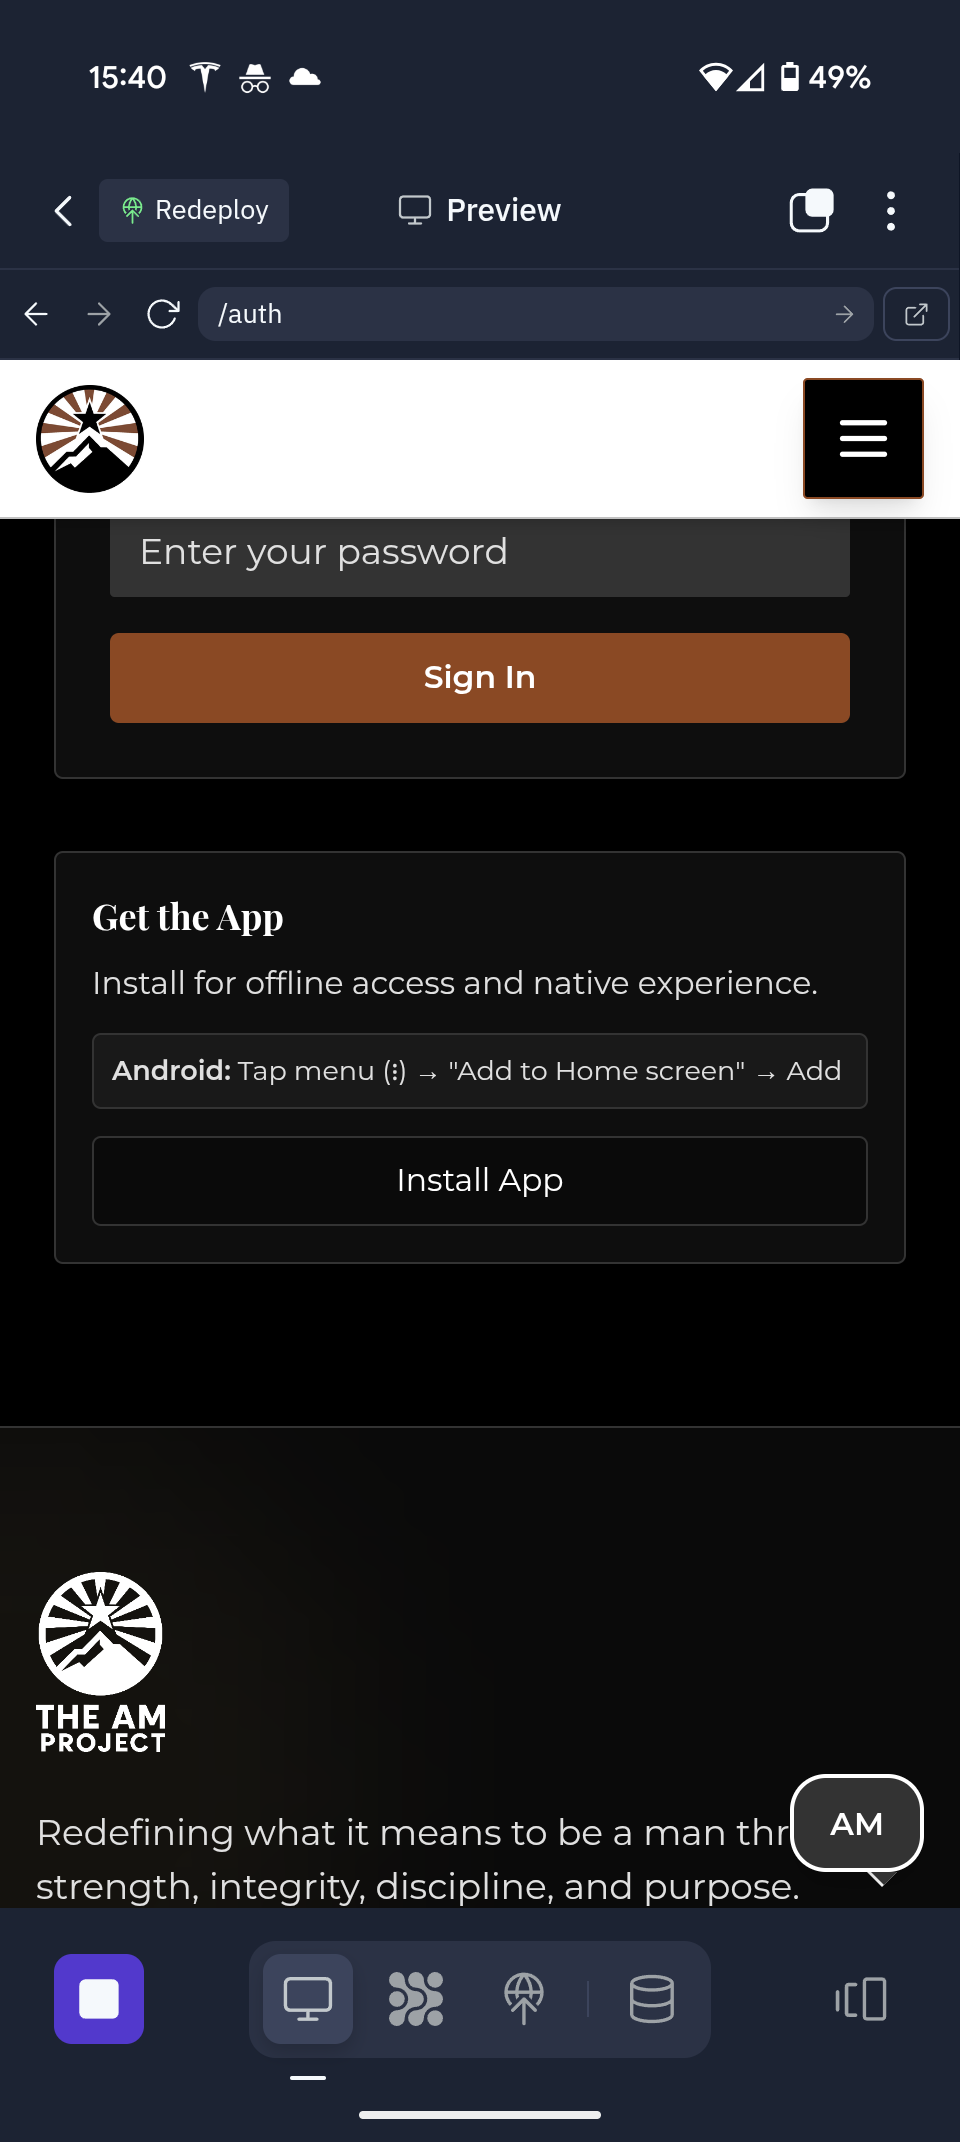 15:40
49%
Redeploy
Preview
/auth
Enter your password
Sign In
Get the App
Install for offline access and native experience.
Android: Tap menu (⋮) → "Add to Home screen" → Add
Install App
THE AM
PROJECT
Redefining what it means to be a man thr
AM
strength, integrity, discipline, and purpose.